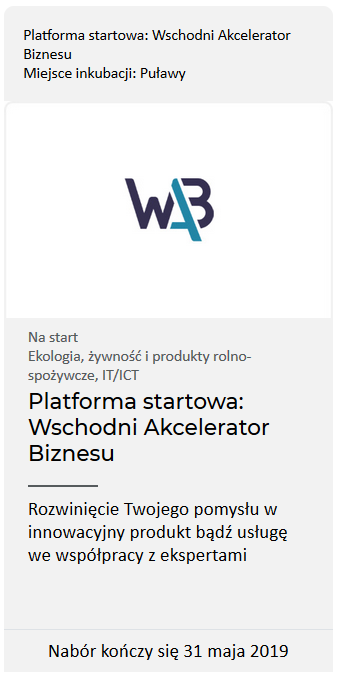 Platforma startowa: Wschodni Akcelerator
Biznesu
Miejsce inkubacji: Puławy
WAB
Na start
Ekologia, żywność i produkty rolno-
spożywcze, IT/ICT
Platforma startowa:
Wschodni Akcelerator
Biznesu
Rozwinięcie Twojego pomysłu w
innowacyjny produkt bądź usługę
we współpracy z ekspertami
Nabór kończy się 31 maja 2019